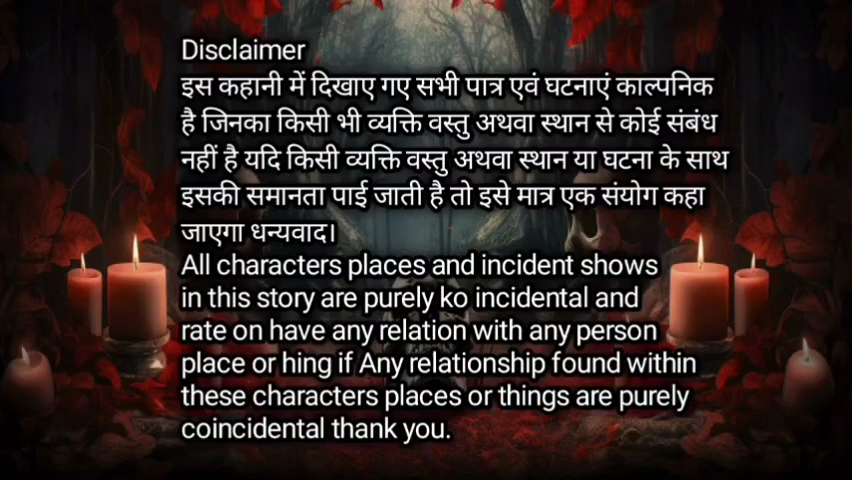 Disclaimer
इस कहानी में दिखाए गए सभी पात्र एवं घटनाएं काल्पनिक
है जिनका किसी भी व्यक्ति वस्तु अथवा स्थान से कोई संबंध
नहीं है यदि किसी व्यक्ति वस्तु अथवा स्थान या घटना के साथ
इसकी समानता पाई जाती है तो इसे मात्र एक संयोग कहा
जाएगा धन्यवाद।
All characters places and incident shows
in this story are purely ko incidental and
rate on have any relation with any person
place or hing if Any relationship found within
these characters places or things are purely
coincidental thank you.